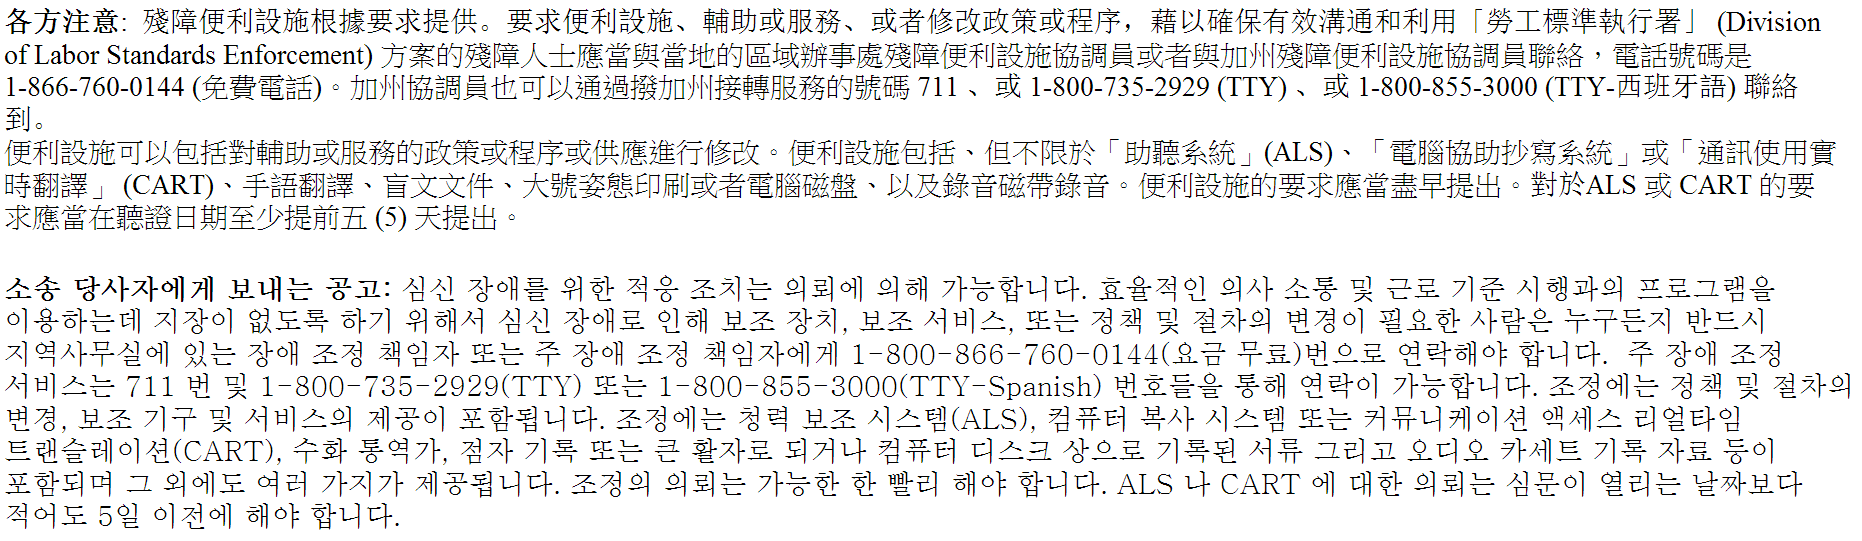 各方注意: 殘障便利設施根據要求提供。要求便利設施、輔助或服務、或者修改政策或程序，藉以確保有效溝通和利用「勞工標準執行署」 (Division
of Labor Standards Enforcement) 方案的殘障人士應當與當地的區域辦事處殘障便利設施協調員或者與加州殘障便利設施協調員聯絡，電話號碼是
1-866-760-0144 (免費電話)。加州協調員也可以通過撥加州接轉服務的號碼 711 、或 1-800-735-2929 (TTY) 、或 1-800-855-3000 (TTY-西班牙語) 聯絡
到。
便利設施可以包括對輔助或服務的政策或程序或供應進行修改。便利設施包括、但不限於「助聽系統」(ALS)、「電腦協助抄寫系統」或「通訊使用實
時翻譯」 (CART)、手語翻譯、盲文文件、大號姿態印刷或者電腦磁盤、以及錄音磁帶錄音。便利設施的要求應當盡早提出。對於ALS 或 CART 的要
求應當在聽證日期至少提前五 (5) 天提出。
소송 당사자에게 보내는 공고: 심신 장애를 위한 적응 조치는 의뢰에 의해 가능합니다. 효율적인 의사 소통 및 근로 기준 시행과의 프로그램을
이용하는데 지장이 없도록 하기 위해서 심신 장애로 인해 보조 장치, 보조 서비스, 또는 정책 및 절차의 변경이 필요한 사람은 누구든지 반드시
지역사무실에 있는 장애 조정 책임자 또는 주 장애 조정 책임자에게 1-800-866-760-0144(요금 무료)번으로 연락해야 합니다. 주 장애 조정
서비스는 711 번 및 1-800-735-2929(TTY) 또는 1-800-855-3000(TTY-Spanish) 번호들을 통해 연락이 가능합니다. 조정에는 정책 및 절차의
변경, 보조 기구 및 서비스의 제공이 포함됩니다. 조정에는 청력 보조 시스템(ALS), 컴퓨터 복사 시스템 또는 커뮤니케이션 액세스 리얼타임
트랜슬레이션(CART), 수화 통역가, 점자 기록 또는 큰 활자로 되거나 컴퓨터 디스크 상으로 기록된 서류 그리고 오디오 카세트 기록 자료 등이
포함되며 그 외에도 여러 가지가 제공됩니다. 조정의 의뢰는 가능한 한 빨리 해야 합니다. ALS 나 CART 에 대한 의뢰는 심문이 열리는 날짜보다
적어도 5일 이전에 해야 합니다.